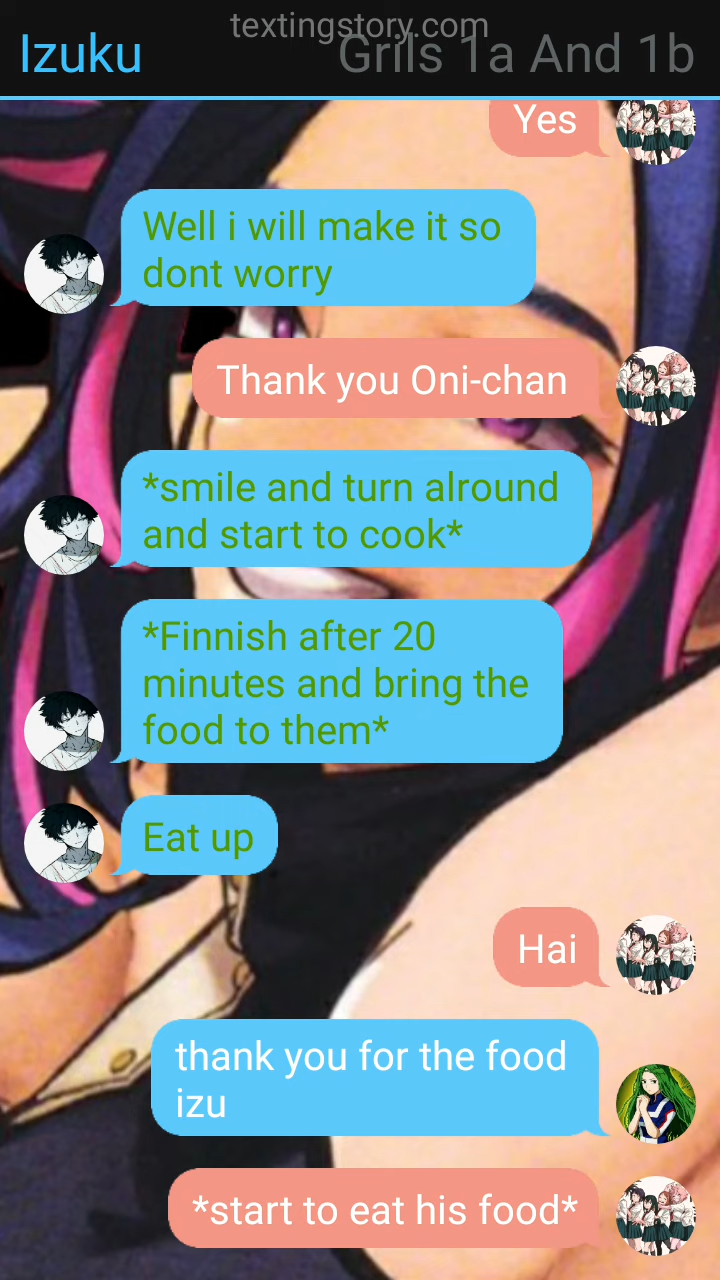 textingstory.com
Izuku
Grils 1a And 1b
Yes
Well i will make it so
dont worry
Thank you Oni-chan
*smile and turn alround
and start to cook*
*Finnish after 20
minutes and bring the
food to them*
Eat up
Hai
thank you for the food
izu
*start to eat his food*